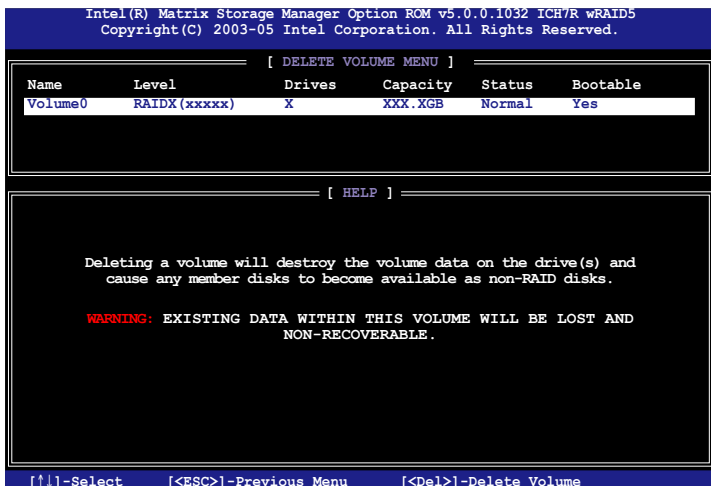 Intel(R) Matrix Storage Manager Option ROM v5.0.0.1032 ICH7R wRAID5
Copyright(C) 2003-05 Intel Corporation. All Rights Reserved.
[ DELETE VOLUME MENU ]
Name Level Drives Capacity Status Bootable
Volume0 RAIDX(xxxxx) X XXX.XGB Normal Yes
[ HELP ]
Deleting a volume will destroy the volume data on the drive(s) and
cause any member disks to become available as non-RAID disks.
WARNING: EXISTING DATA WITHIN THIS VOLUME WILL BE LOST AND
NON-RECOVERABLE.
[↑↓]-Select [<ESC>]-Previous Menu [<Del>]-Delete Volume